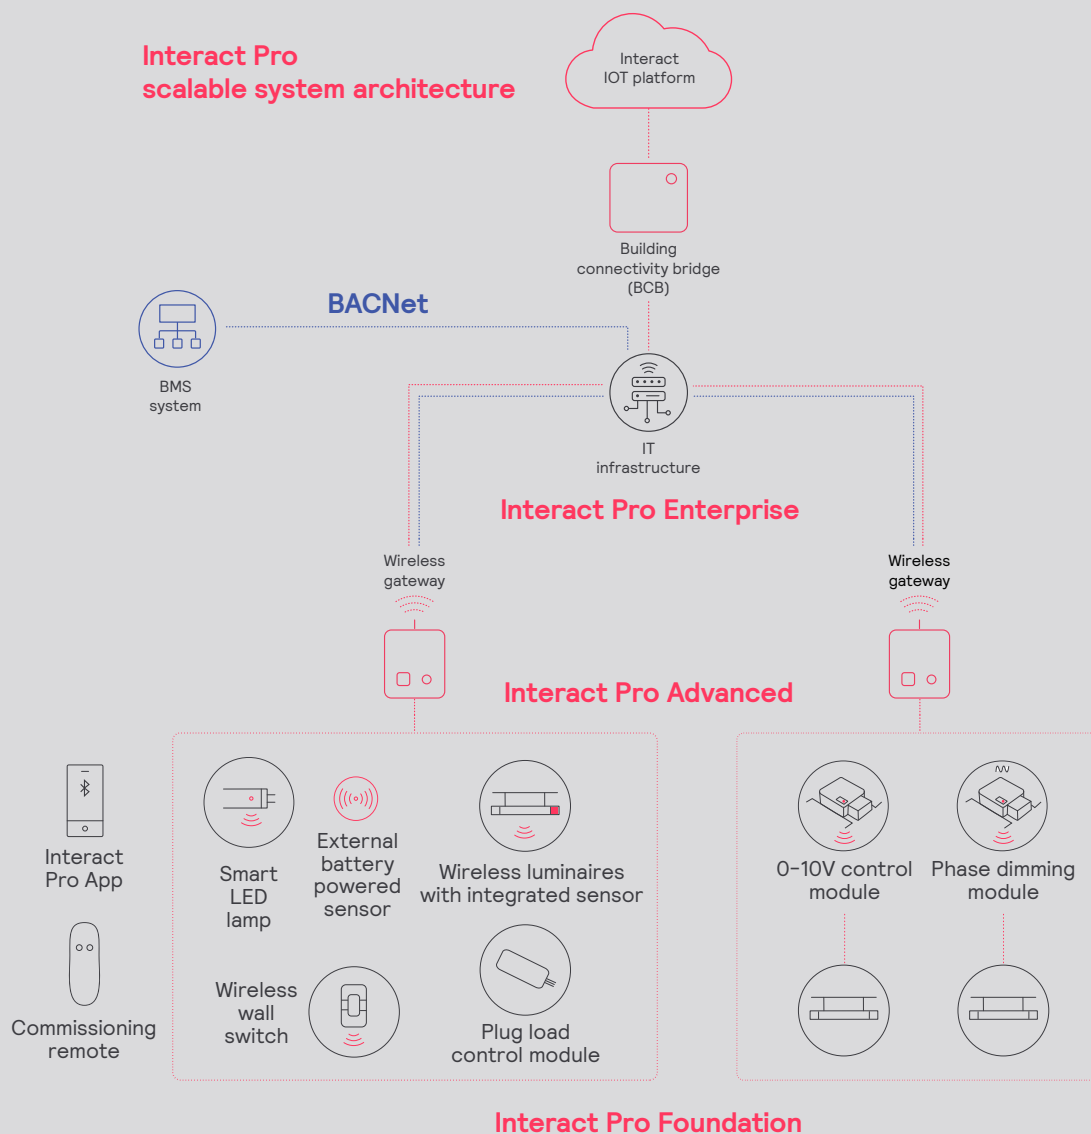 Interact Pro
scalable system architecture
Interact
IOT platform
Building
connectivity bridge
(BCB)
BACNet
BMS
system
IT
infrastructure
Interact Pro Enterprise
Wireless
gateway
Wireless
gateway
Interact Pro Advanced
Interact
Pro App
Smart
LED
lamp
External
battery
powered
sensor
Wireless luminaires
with integrated sensor
0-10V control
module
Phase dimming
module
Commissioning
remote
Wireless
wall
switch
Plug load
control module
Interact Pro Foundation